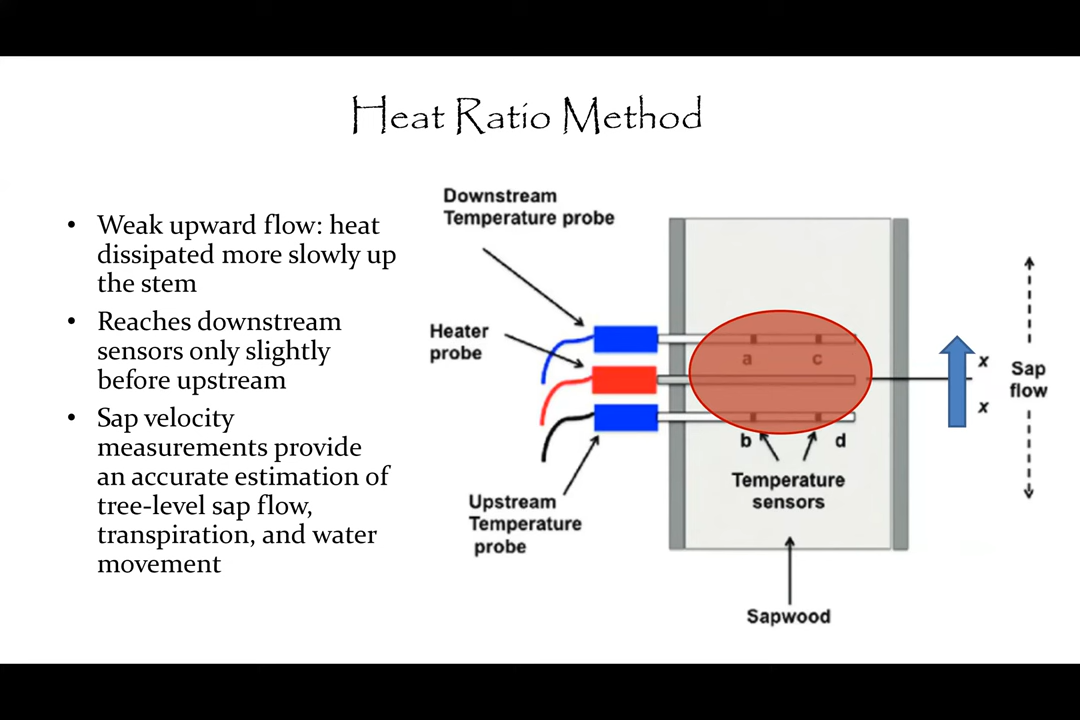 Heat Ratio Method
• Weak upward flow: heat
dissipated more slowly up
the stem
• Reaches downstream
sensors only slightly
before upstream
• Sap velocity
measurements provide
an accurate estimation of
tree-level sap flow,
transpiration, and water
movement
Downstream
Temperature probe
Heater
probe
a
c
b
d
x
x
Sap
flow
Temperature
sensors
Upstream
Temperature
probe
Sapwood